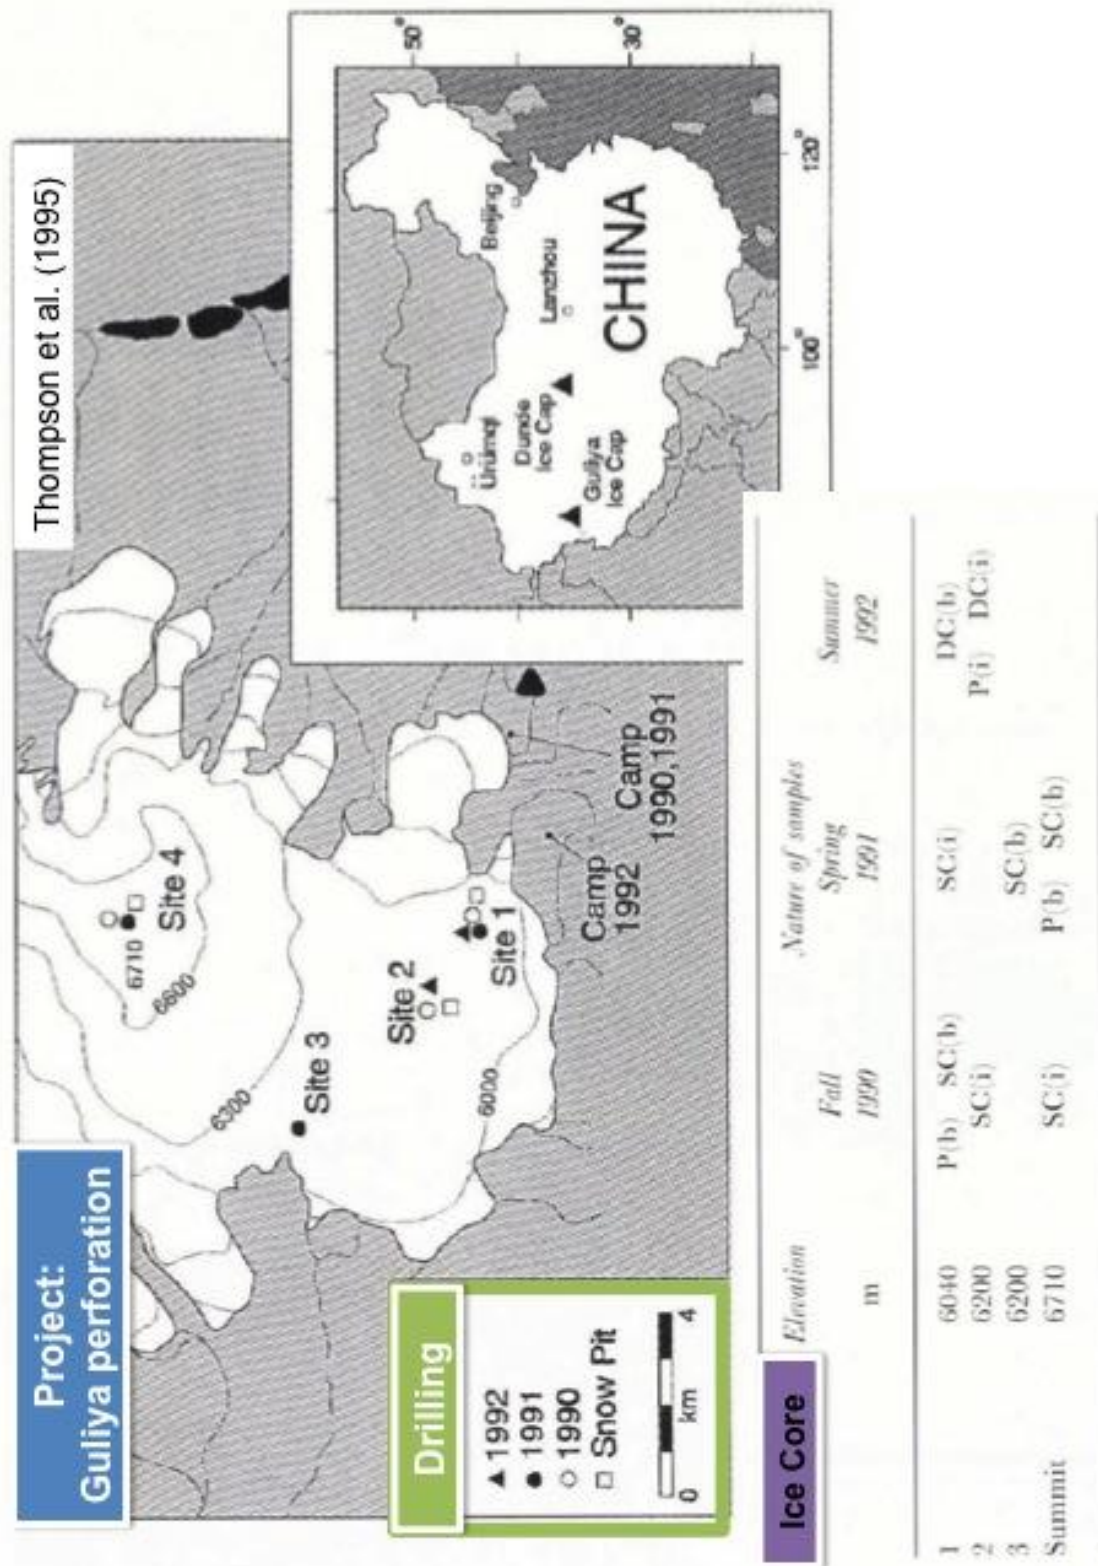 Project:
Guliya perforation
Thompson et al. (1995)
Site 4
6710
6600
6300
Site 3
Site 2
Site 1
6000
Camp
1992
Camp
1990,1991
Drilling
1992
1991
1990
Snow Pit
0
4
km
50°
30°
Beijing
Ürümqi
Lanzhou
Dunde
Ice Cap
Guliya
Ice Cap
CHINA
100°
120°
Ice Core
Elevation
Nature of samples
Fall
Spring
Summer
m
1990
1991
1992
1 6040 P(b) SC(b) SC(i) DC(b)
2 6200 SC(i) P(i) DC(i)
3 6200 SC(b)
Summit 6710 SC(i) P(b) SC(b)